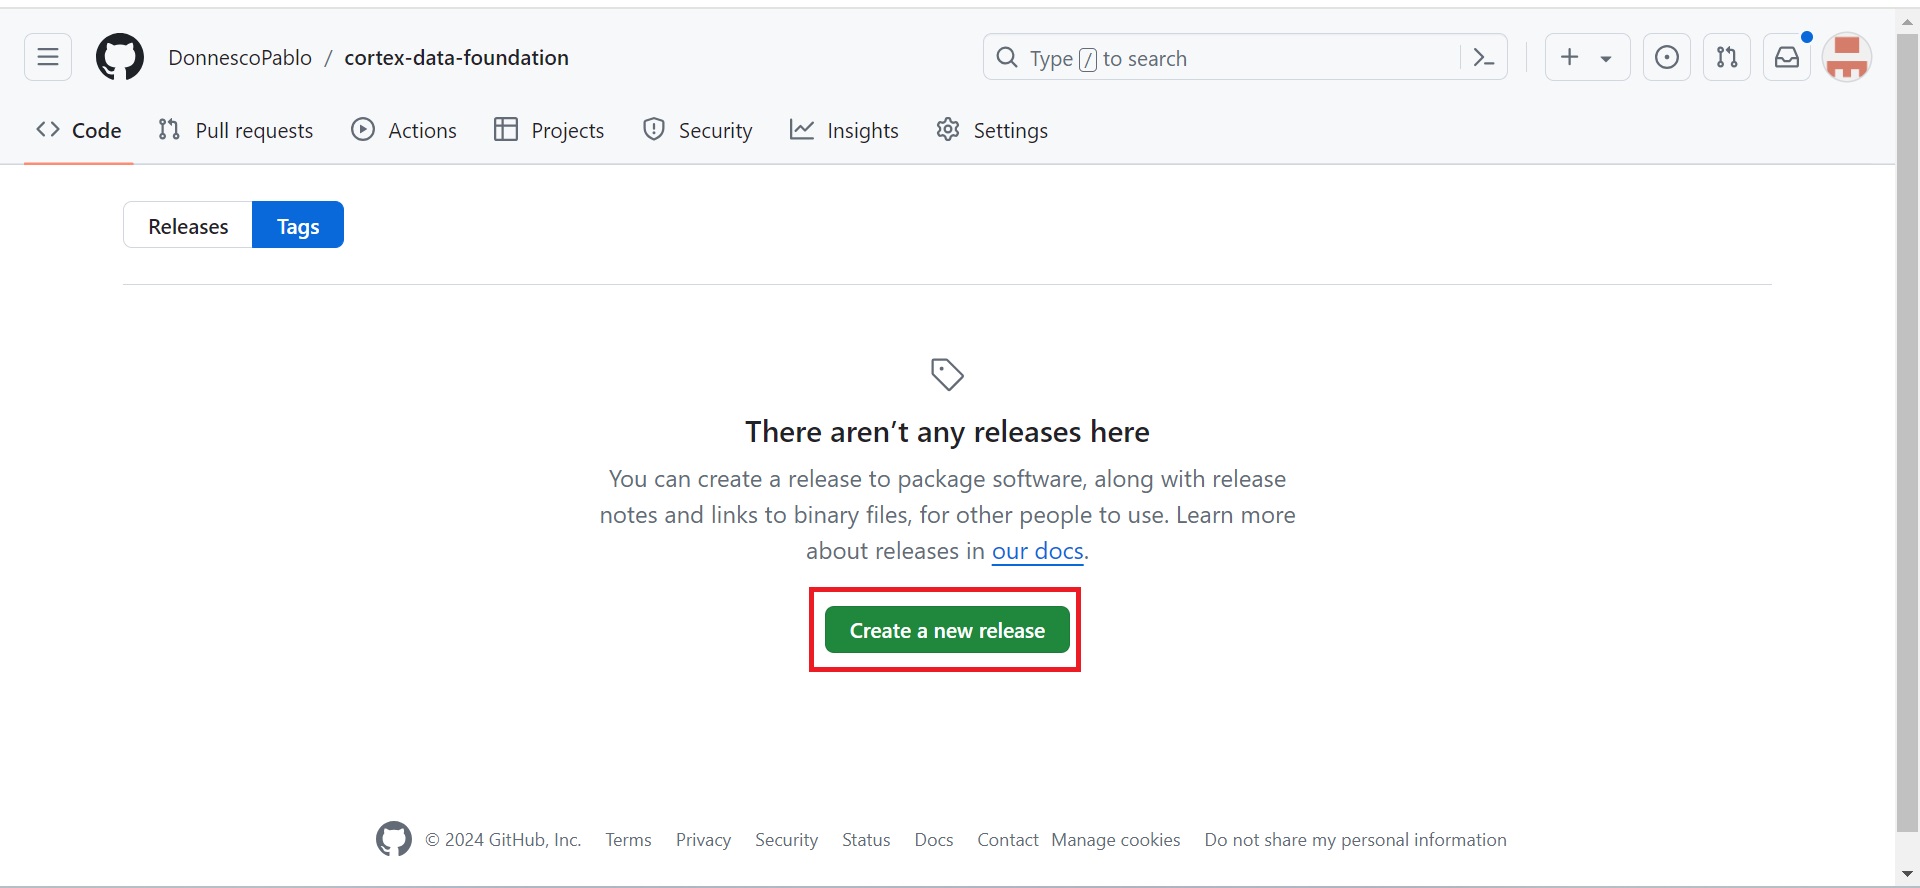 DonnescoPablo / cortex-data-foundation
Type / to search
Code Pull requests Actions Projects Security Insights Settings
Releases Tags
There aren’t any releases here
You can create a release to package software, along with release
notes and links to binary files, for other people to use. Learn more
about releases in our docs.
Create a new release
© 2024 GitHub, Inc. Terms Privacy Security Status Docs Contact Manage cookies Do not share my personal information